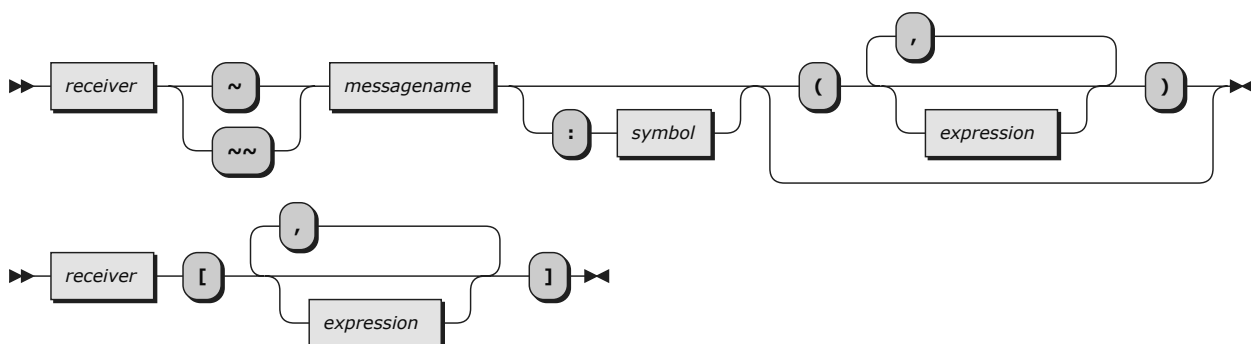 ,
receiver ~ messagename ( )
: symbol expression
~~
,
receiver [ ]
expression